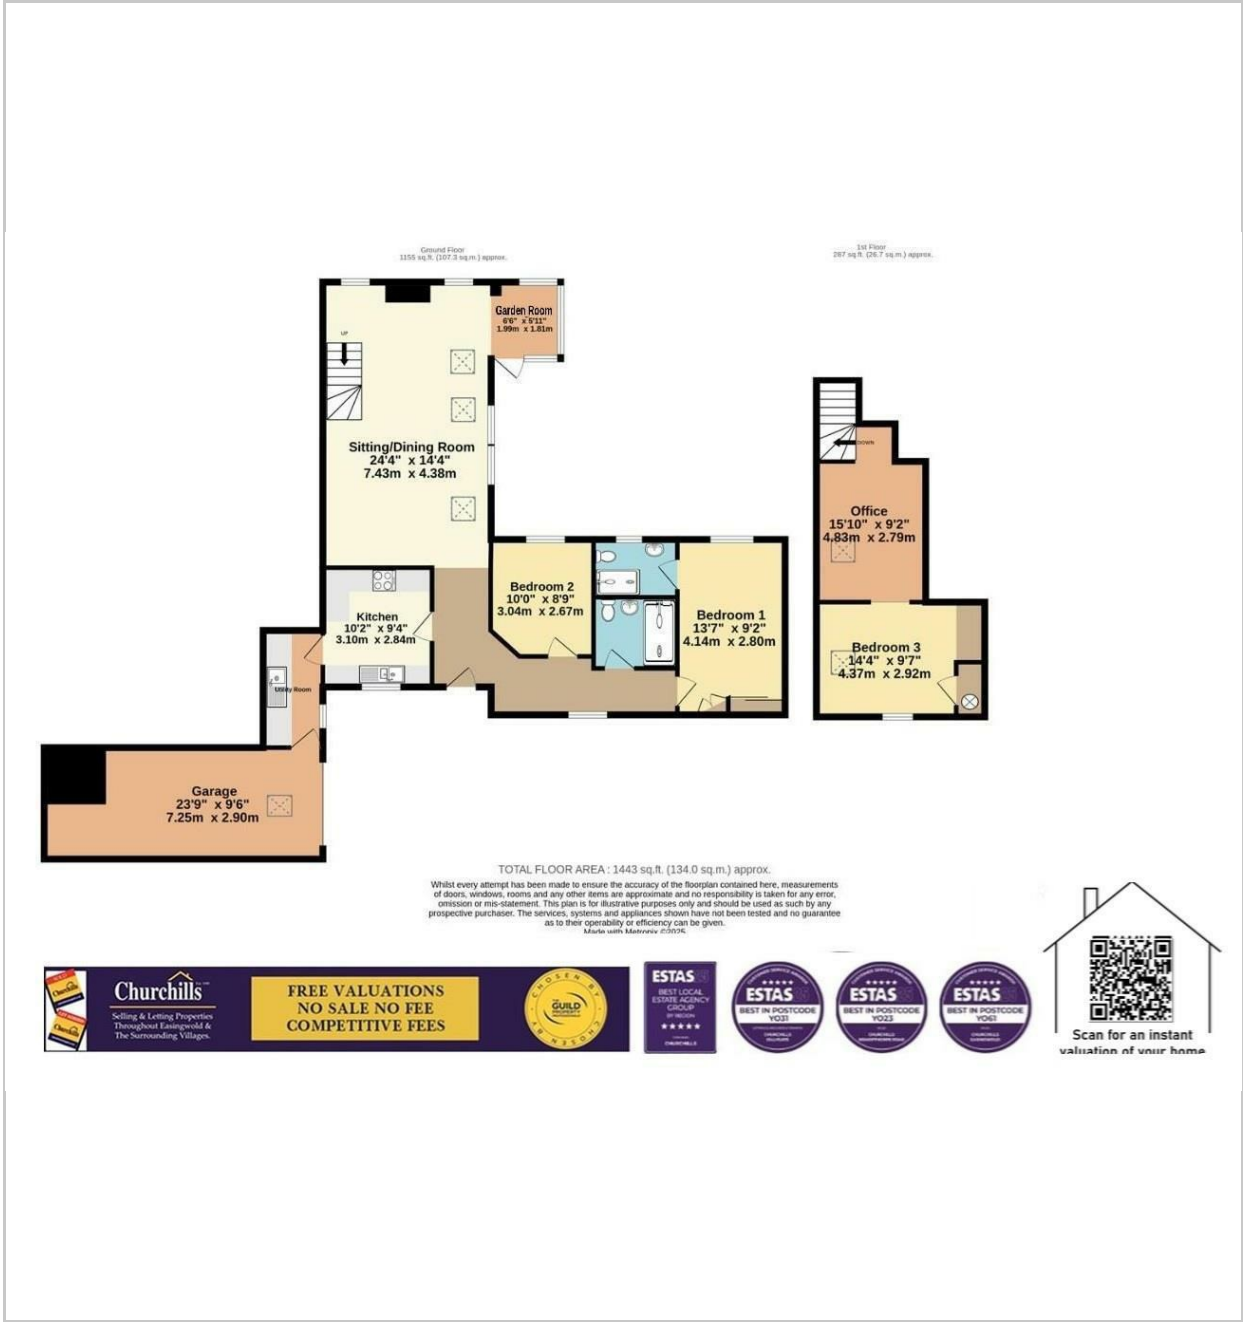 Ground Floor
1155 sq.ft. (107.3 sq.m.) approx.
1st Floor
287 sq.ft. (26.7 sq.m.) approx.
Garden Room
6'6" x 5'11"
1.99m x 1.81m
UP
Sitting/Dining Room
24'4" x 14'4"
7.43m x 4.38m
DOWN
Office
15'10" x 9'2"
4.83m x 2.79m
Bedroom 2
10'0" x 8'9"
3.04m x 2.67m
Bedroom 1
13'7" x 9'2"
4.14m x 2.80m
Kitchen
10'2" x 9'4"
3.10m x 2.84m
Bedroom 3
14'4" x 9'7"
4.37m x 2.92m
Utility Room
Garage
23'9" x 9'6"
7.25m x 2.90m
TOTAL FLOOR AREA : 1443 sq.ft. (134.0 sq.m.) approx.
Whilst every attempt has been made to ensure the accuracy of the floorplan contained here, measurements
of doors, windows, rooms and any other items are approximate and no responsibility is taken for any error,
omission or mis-statement. This plan is for illustrative purposes only and should be used as such by any
prospective purchaser. The services, systems and appliances shown have not been tested and no guarantee
as to their operability or efficiency can be given.
Made with Metropix ©2025
Churchills
Selling & Letting Properties
Throughout Easingwold &
The Surrounding Villages.
FREE VALUATIONS
NO SALE NO FEE
COMPETITIVE FEES
CHOSEN BY
THE
GUILD
PROPERTY
CHOSEN BY
ESTAS
BEST LOCAL
ESTATE AGENCY
GROUP
BY REGION
CHURCHILLS
ESTAS
BEST IN POSTCODE
YO31
CHURCHILLS
ESTAS
BEST IN POSTCODE
YO23
CHURCHILLS
ESTAS
BEST IN POSTCODE
YO61
CHURCHILLS
Scan for an instant
valuation of your home